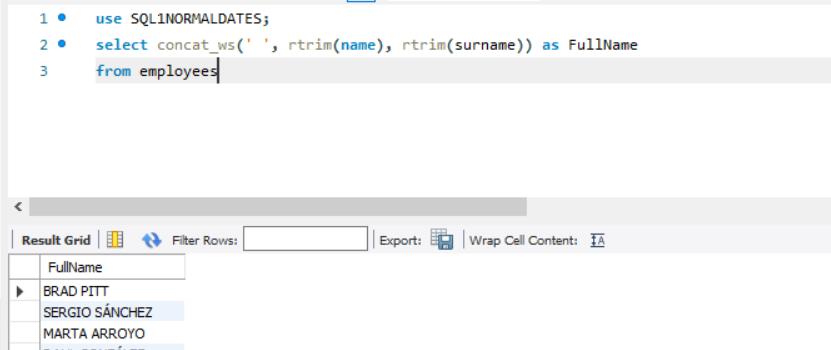 1 use SQL1NORMALDATES;
2 select concat_ws(' ', rtrim(name), rtrim(surname)) as FullName
3 from employees
Result Grid Filter Rows: Export: Wrap Cell Content: IA
FullName
BRAD PITT
SERGIO SÁNCHEZ
MARTA ARROYO